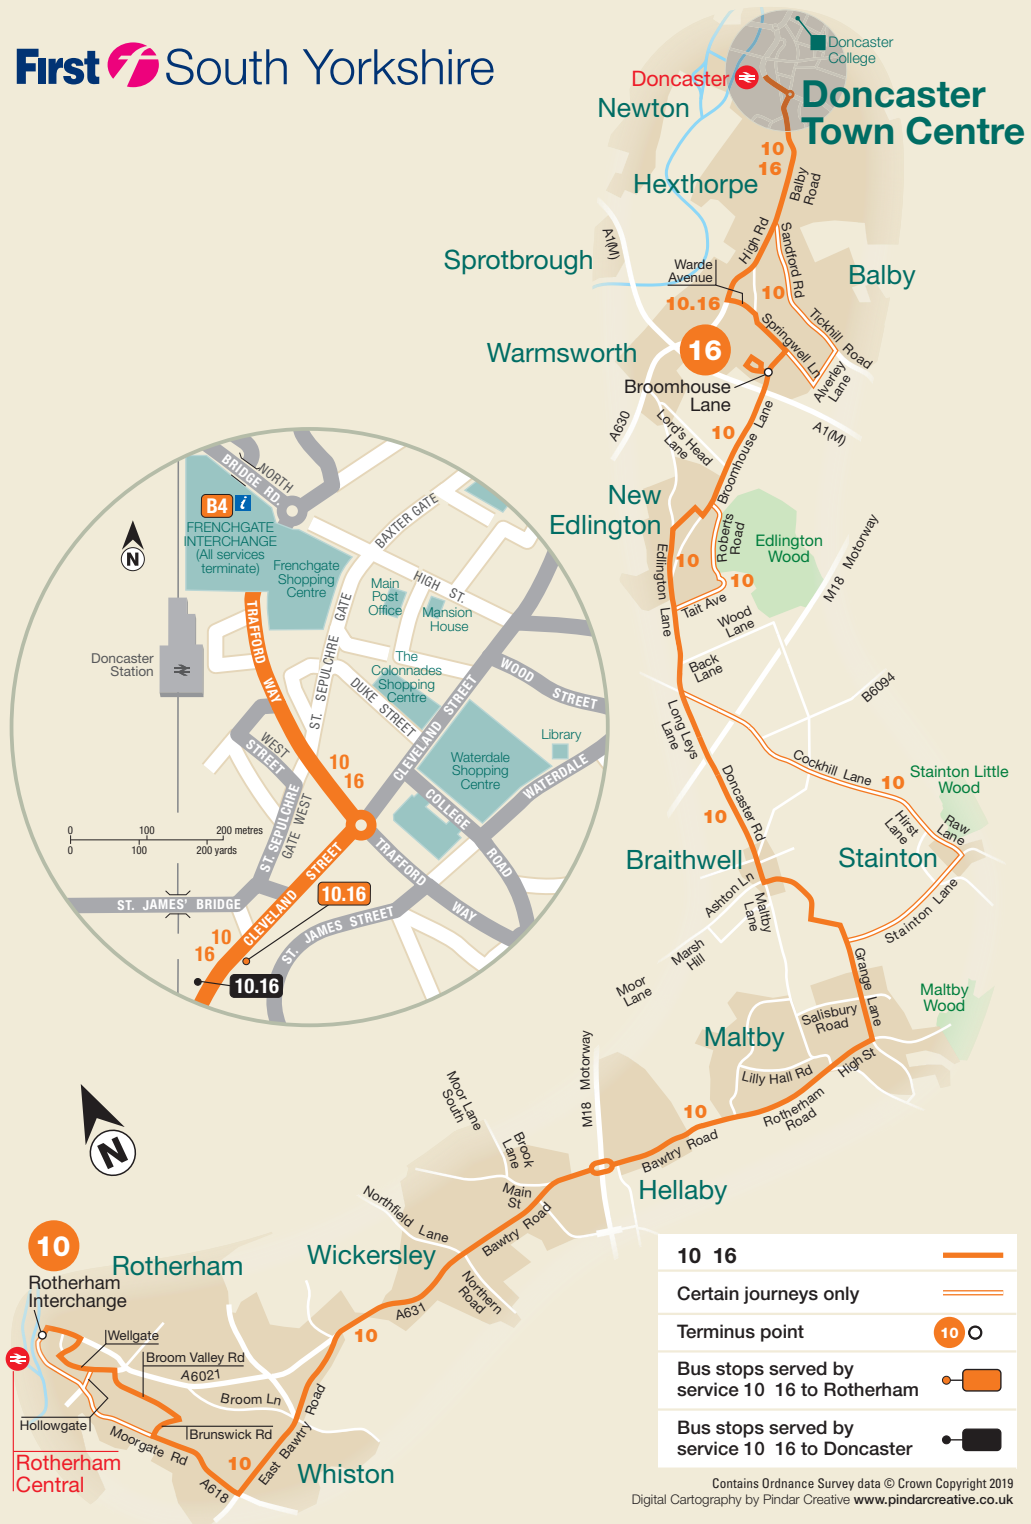 First South Yorkshire
Doncaster
College
Doncaster
Newton
Doncaster
Town Centre
10
16
Balby
Road
Hexthorpe
High Rd
Sandford Rd
A1(M)
Sprotbrough
Warde
Avenue
Balby
10.16
10
Springwell Ln
Tickhill Road
Alverley
Lane
Warmsworth
16
Broomhouse
Lane
A630
Lord's Head
Lane
10
Broomhouse Lane
A1(M)
New
Edlington
Roberts
Road
Edlington
Wood
Edlington Lane
10
10
Tait Ave
Wood
Lane
M18 Motorway
Back
Lane
B6094
Long Leys
Lane
Doncaster Rd
Cockhill Lane
10
Stainton Little
Wood
10
Hirst
Lane
Raw
Lane
Braithwell
Stainton
Ashton Ln
Maltby
Lane
Stainton Lane
Marsh
Hill
Moor
Lane
Grange Lane
Maltby
Wood
Salisbury
Road
Maltby
High St
Lilly Hall Rd
Rotherham
Road
10
Bawtry Road
M18 Motorway
Moor Lane
South
Brook
Lane
Main
St
Hellaby
Northfield Lane
Bawtry Road
Wickersley
Northern
Road
A631
10
BRIDGE RD.
NORTH
B4
i
FRENCHGATE
INTERCHANGE
(All services
terminate)
Frenchgate
Shopping
Centre
BAXTER GATE
N
Main
Post
Office
HIGH ST.
Mansion
House
TRAFFORD WAY
ST. SEPULCHRE GATE
Doncaster
Station
The
Colonnades
Shopping
Centre
DUKE STREET
CLEVELAND STREET
WOOD STREET
WEST
STREET
10
16
Library
Waterdale
Shopping
Centre
WATERDALE
COLLEGE ROAD
0 100 200 metres
0 100 200 yards
ST. SEPULCHRE
GATE WEST
TRAFFORD WAY
CLEVELAND STREET
10.16
ST. JAMES' BRIDGE
ST. JAMES STREET
10
16
10.16
N
10
Rotherham
Rotherham
Interchange
Wellgate
Broom Valley Rd
A6021
Broom Ln
Hollowgate
Brunswick Rd
Moorgate Rd
Rotherham
Central
A618
10
East Bawtry Road
Whiston
10 16
Certain journeys only
Terminus point
10
Bus stops served by
service 10 16 to Rotherham
Bus stops served by
service 10 16 to Doncaster
Contains Ordnance Survey data © Crown Copyright 2019
Digital Cartography by Pindar Creative www.pindarcreative.co.uk